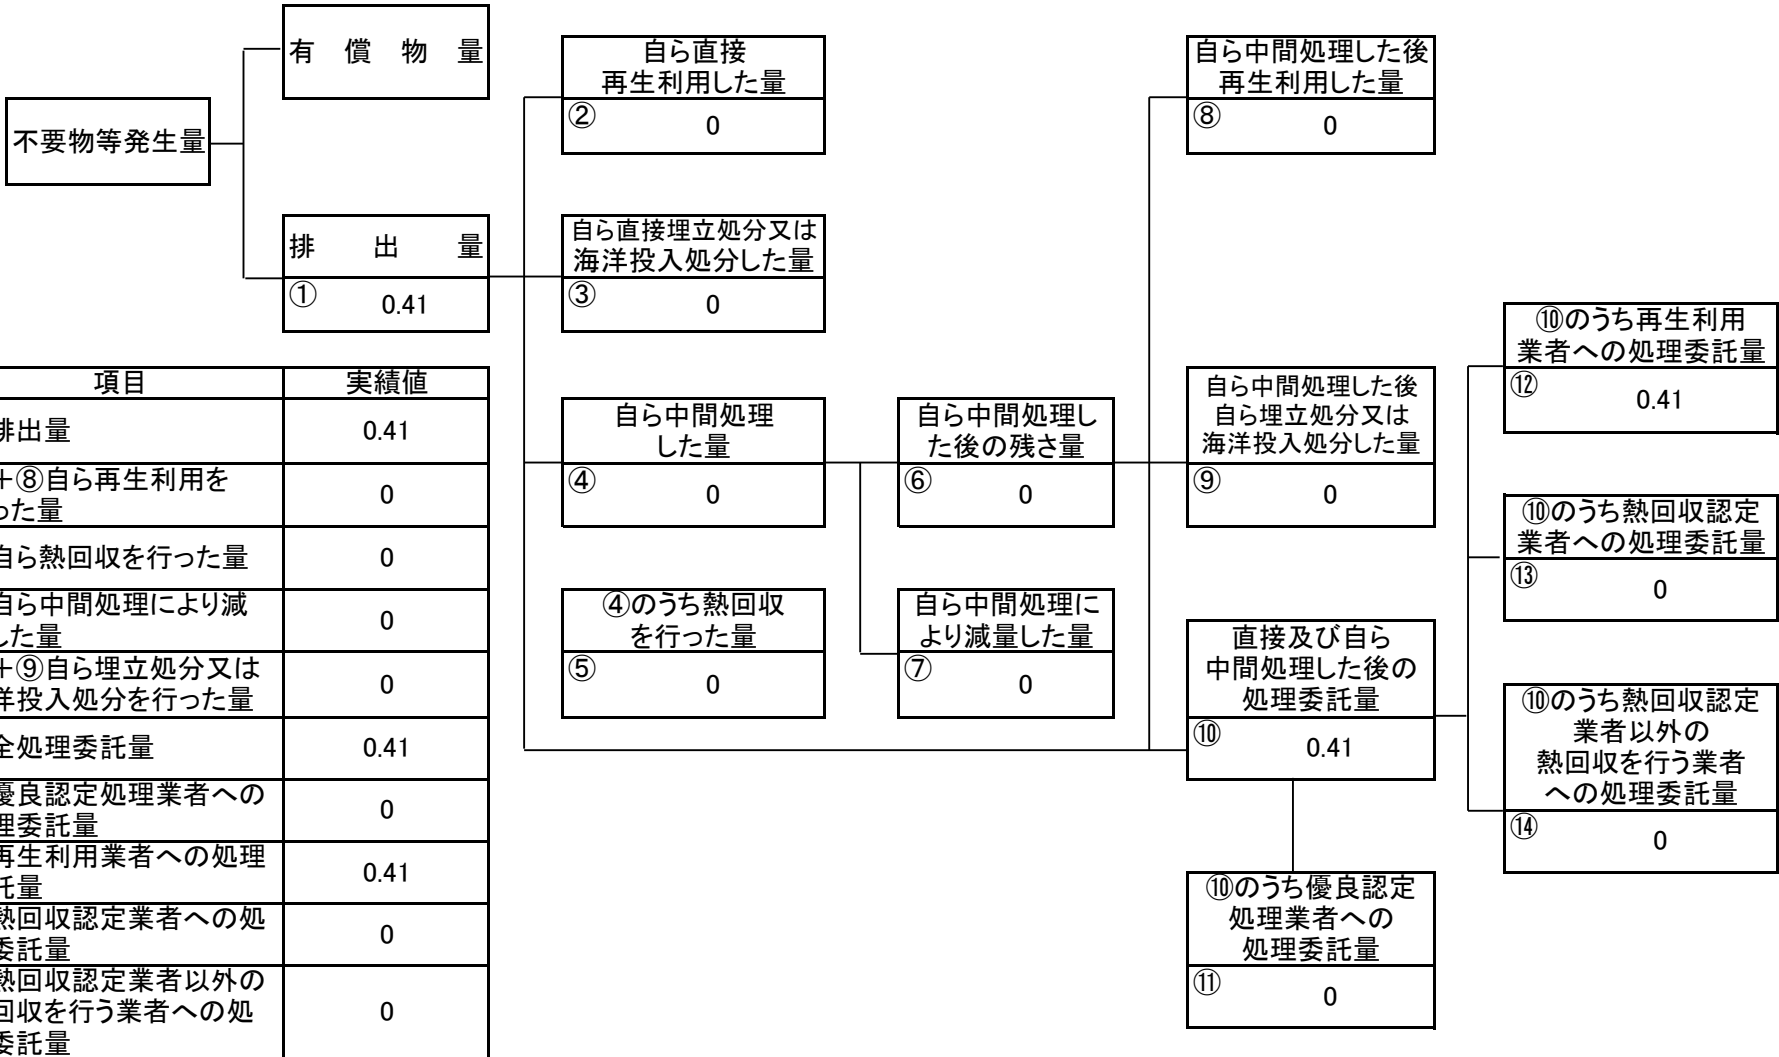 有償物量
不要物等発生量
排出量
①
0.41
自ら直接
再生利用した量
②
0
自ら直接埋立処分又は
海洋投入処分した量
③
0
自ら中間処理
した量
④
0
④のうち熱回収
を行った量
⑤
0
自ら中間処理し
た後の残さ量
⑥
0
自ら中間処理に
より減量した量
⑦
0
自ら中間処理した後
再生利用した量
⑧
0
自ら中間処理した後
自ら埋立処分又は
海洋投入処分した量
⑨
0
直接及び自ら
中間処理した後の
処理委託量
⑩
0.41
⑩のうち優良認定
処理業者への
処理委託量
⑪
0
⑩のうち再生利用
業者への処理委託量
⑫
0.41
⑩のうち熱回収認定
業者への処理委託量
⑬
0
⑩のうち熱回収認定
業者以外の
熱回収を行う業者
への処理委託量
⑭
0
項目 実績値
排出量 0.41
+⑧自ら再生利用を
った量
0
自ら熱回収を行った量 0
自ら中間処理により減
した量
0
+⑨自ら埋立処分又は
洋投入処分を行った量
0
全処理委託量 0.41
優良認定処理業者への
理委託量
0
再生利用業者への処理
託量
0.41
熱回収認定業者への処
委託量
0
熱回収認定業者以外の
回収を行う業者への処
委託量
0